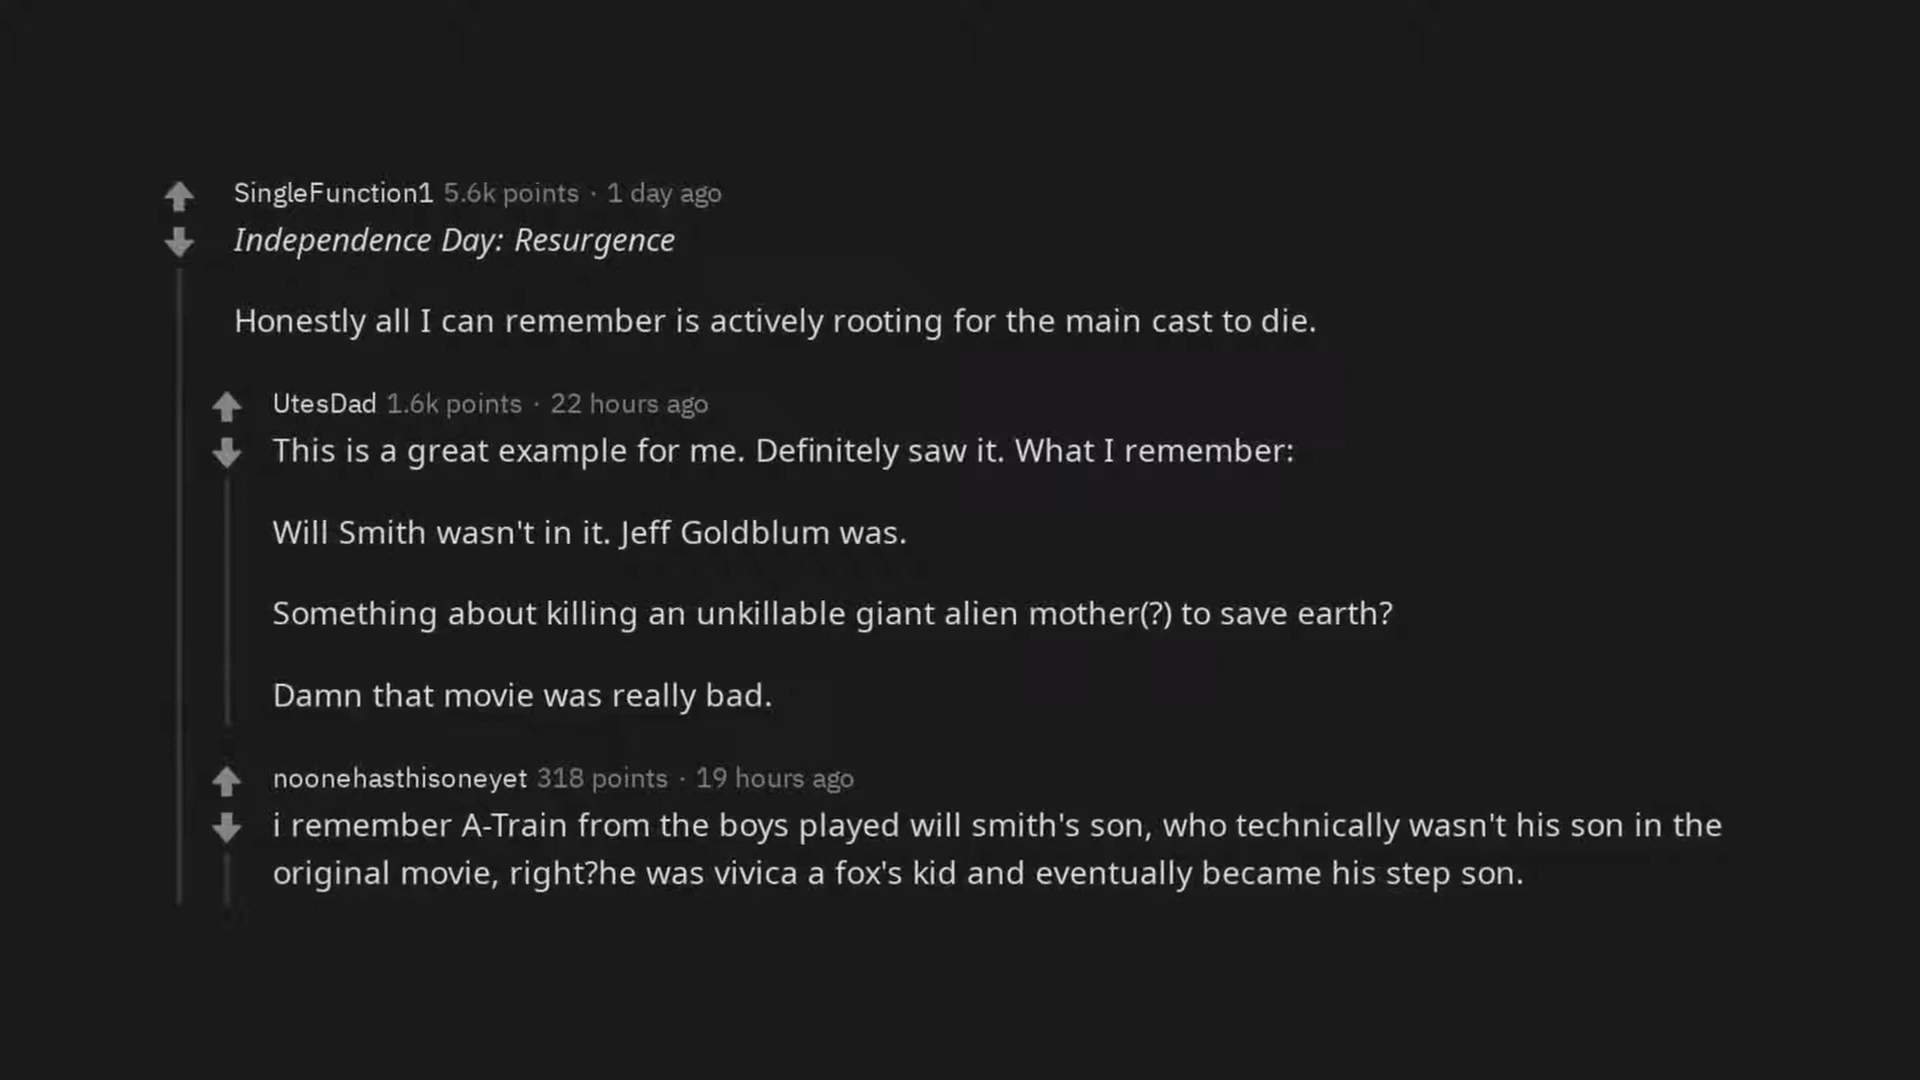 SingleFunction1 5.6k points · 1 day ago
Independence Day: Resurgence
Honestly all I can remember is actively rooting for the main cast to die.
UtesDad 1.6k points · 22 hours ago
This is a great example for me. Definitely saw it. What I remember:
Will Smith wasn't in it. Jeff Goldblum was.
Something about killing an unkillable giant alien mother(?) to save earth?
Damn that movie was really bad.
noonehasthisoneyet 318 points · 19 hours ago
i remember A-Train from the boys played will smith's son, who technically wasn't his son in the
original movie, right?he was vivica a fox's kid and eventually became his step son.